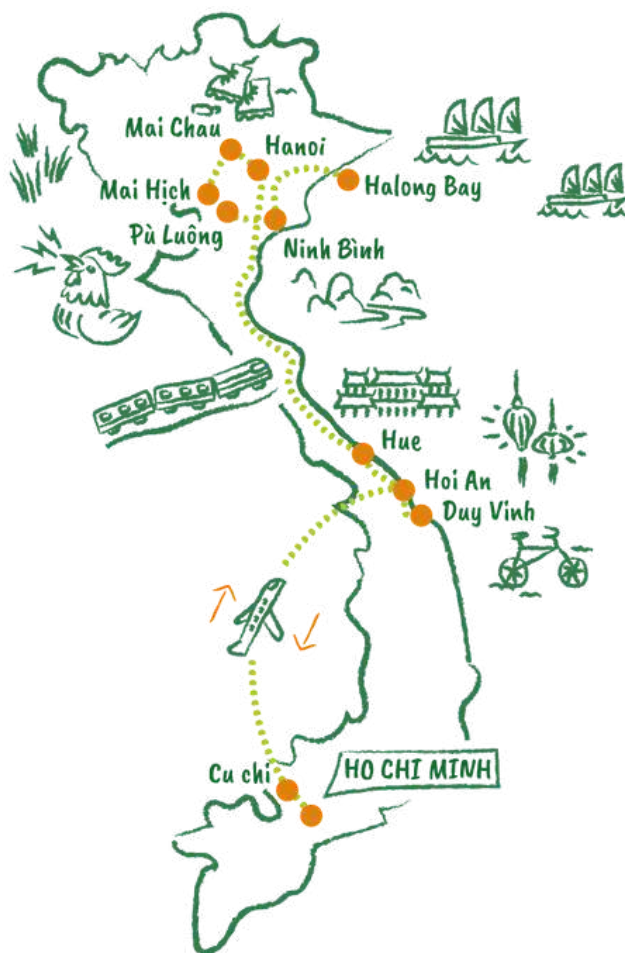 Mai Chau
Hanoi
Mai Hịch
Halong Bay
Pù Luông
Ninh Bình
Hue
Hoi An
Duy Vinh
Cu chi
HO CHI MINH